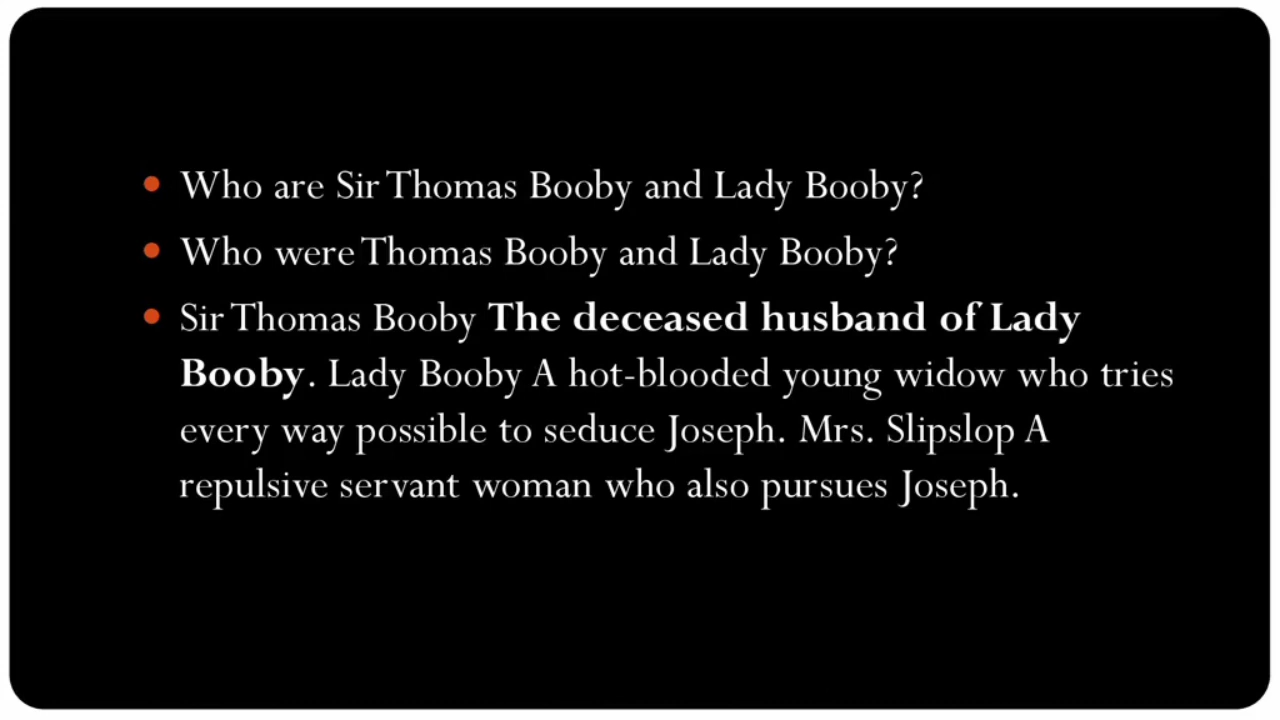 • Who are Sir Thomas Booby and Lady Booby?
• Who were Thomas Booby and Lady Booby?
• Sir Thomas Booby The deceased husband of Lady
Booby. Lady Booby A hot-blooded young widow who tries
every way possible to seduce Joseph. Mrs. Slipslop A
repulsive servant woman who also pursues Joseph.